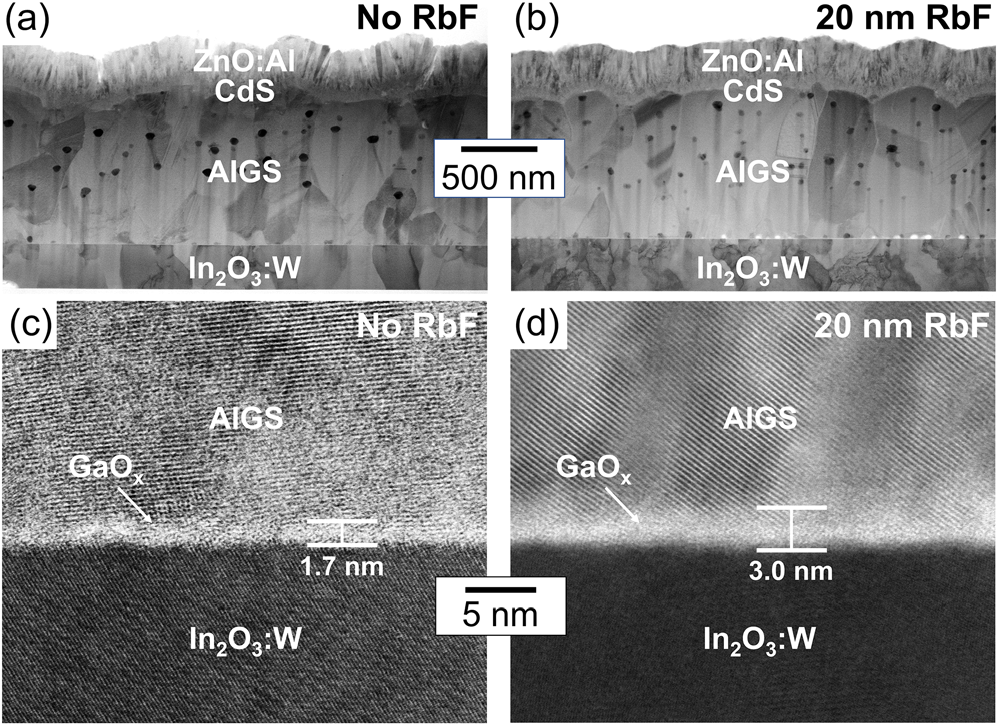 (a)
No RbF
ZnO:Al
CdS
AIGS
In₂O₃:W
(b)
20 nm RbF
ZnO:Al
CdS
AIGS
In₂O₃:W
500 nm
(c)
No RbF
AIGS
GaOₓ
1.7 nm
In₂O₃:W
(d)
20 nm RbF
AIGS
GaOₓ
3.0 nm
In₂O₃:W
5 nm